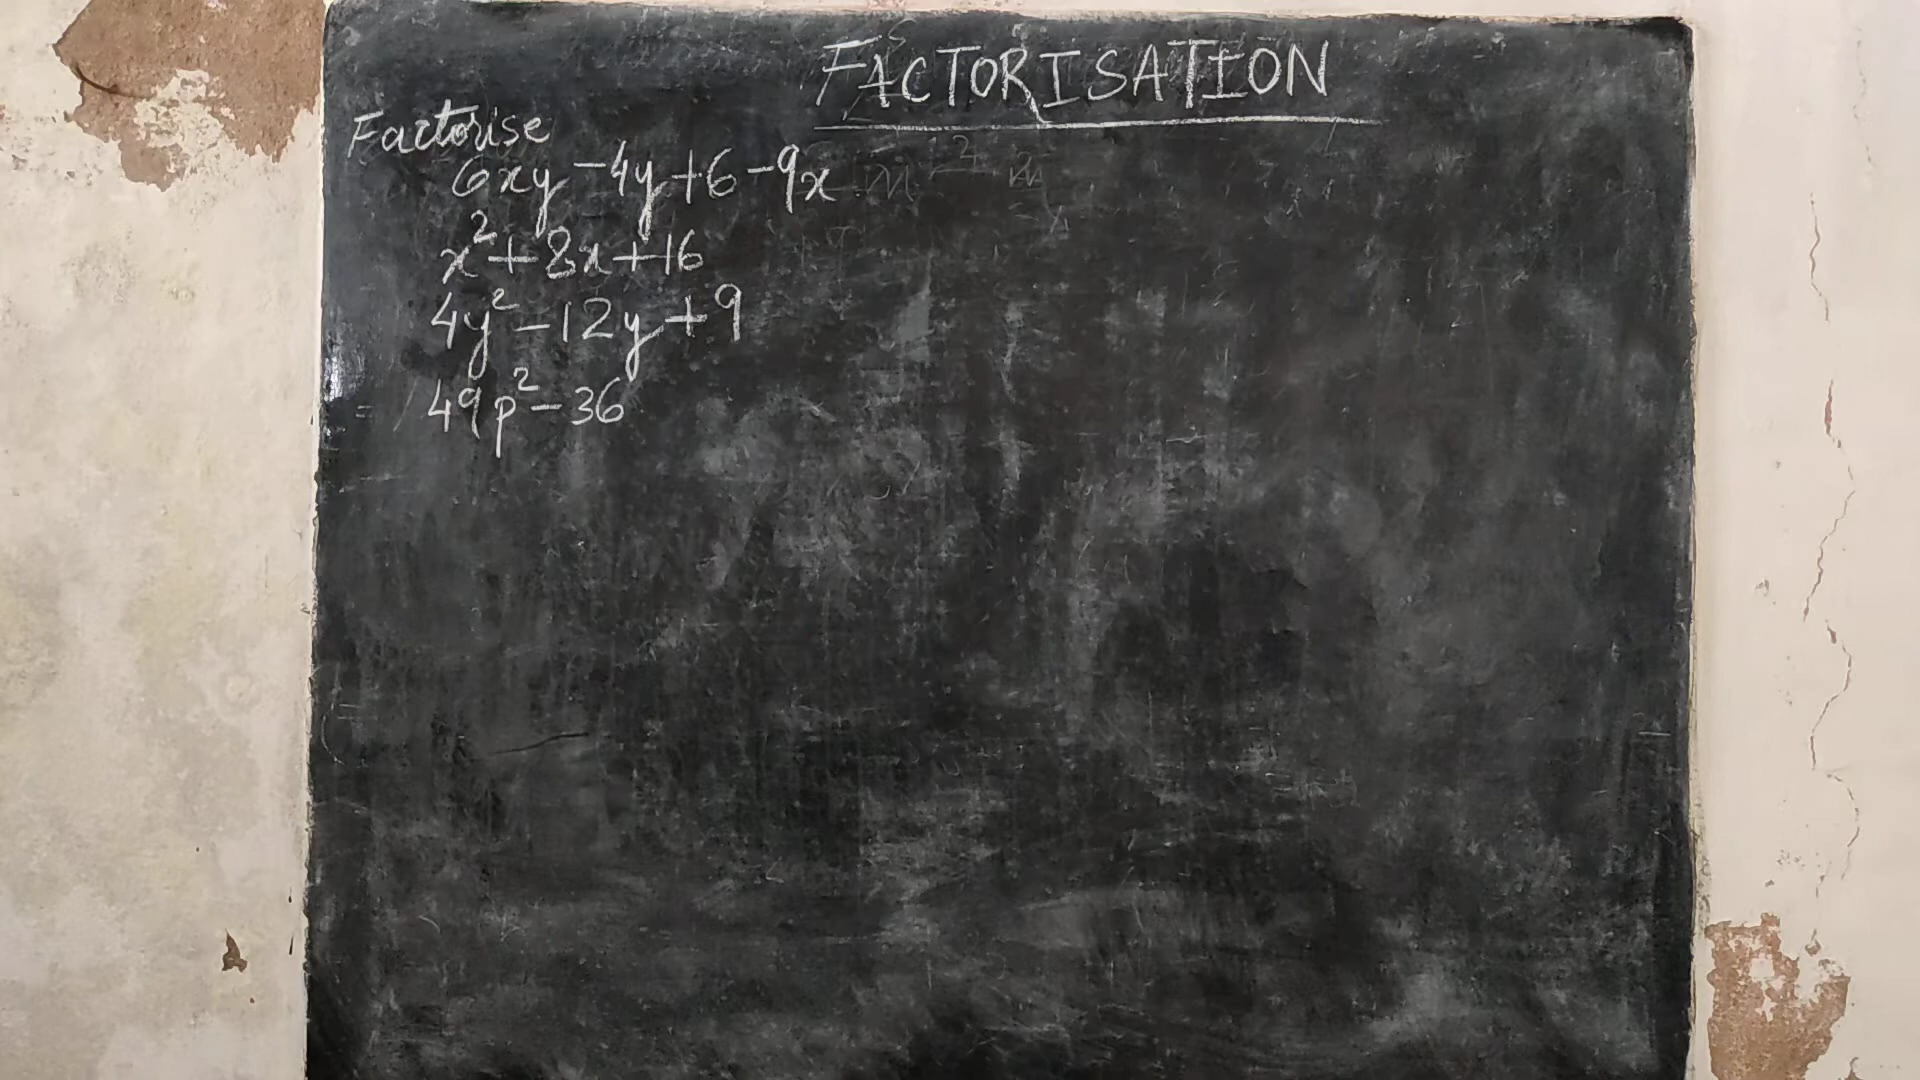 FACTORISATION
Factorise
6xy - 4y + 6 - 9x
x² + 8x + 16
4y² - 12y + 9
49p² - 36